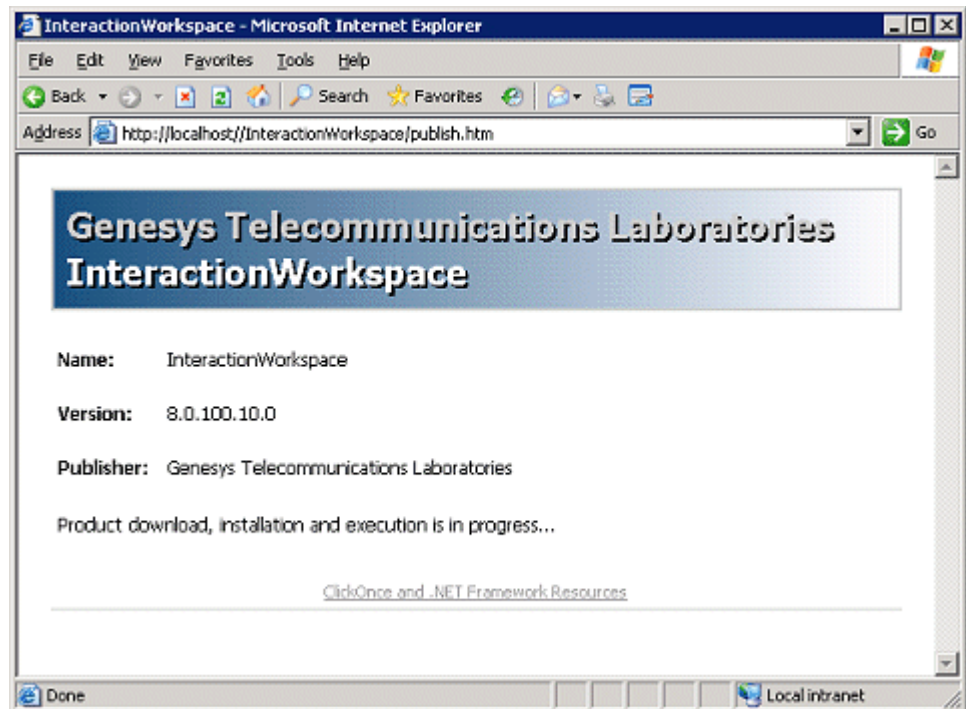 InteractionWorkspace - Microsoft Internet Explorer
File Edit View Favorites Tools Help
Back Search Favorites
Address http://localhost//InteractionWorkspace/publish.htm Go
Genesys Telecommunications Laboratories
InteractionWorkspace
Name: InteractionWorkspace
Version: 8.0.100.10.0
Publisher: Genesys Telecommunications Laboratories
Product download, installation and execution is in progress...
ClickOnce and .NET Framework Resources
Done Local intranet